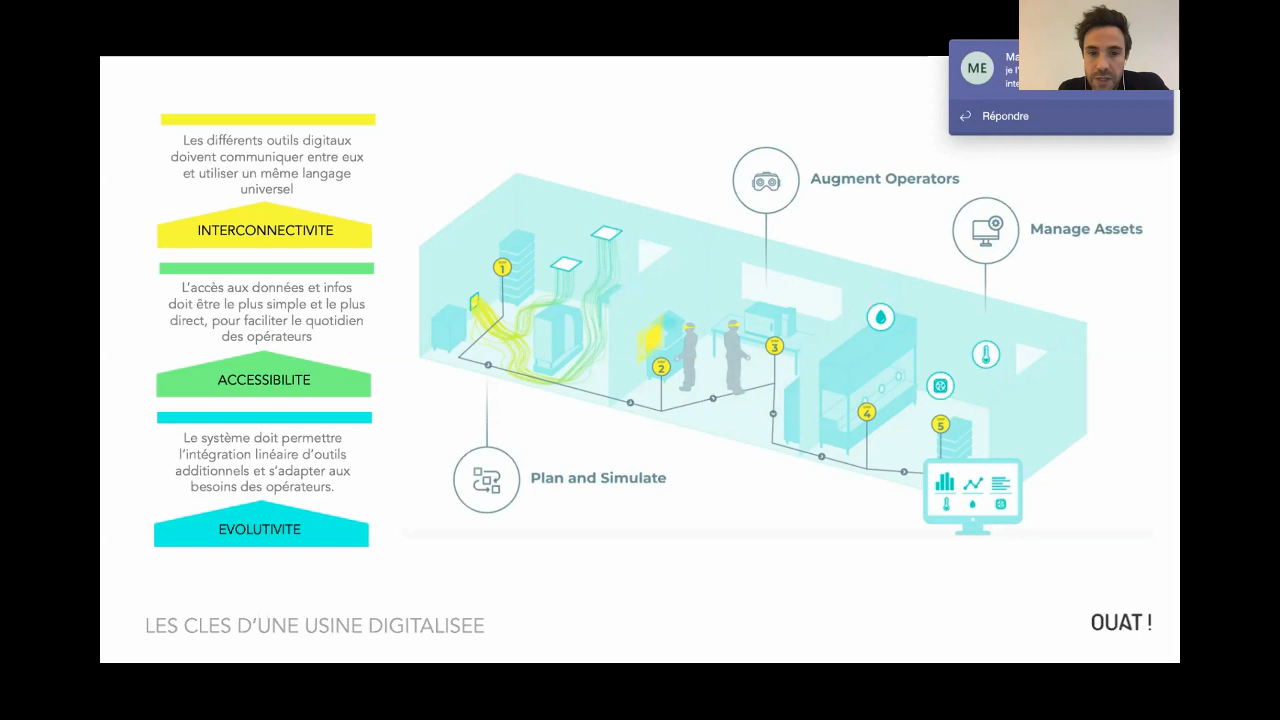 ME
Répondre
Les différents outils digitaux
doivent communiquer entre eux
et utiliser un même langage
universel
INTERCONNECTIVITE
L'accès aux données et infos
doit être le plus simple et le plus
direct, pour faciliter le quotidien
des opérateurs
ACCESSIBILITE
Le système doit permettre
l'intégration linéaire d'outils
additionnels et s'adapter aux
besoins des opérateurs.
EVOLUTIVITE
Augment Operators
Manage Assets
1
2
3
4
5
Plan and Simulate
LES CLES D'UNE USINE DIGITALISEE
OUAT !